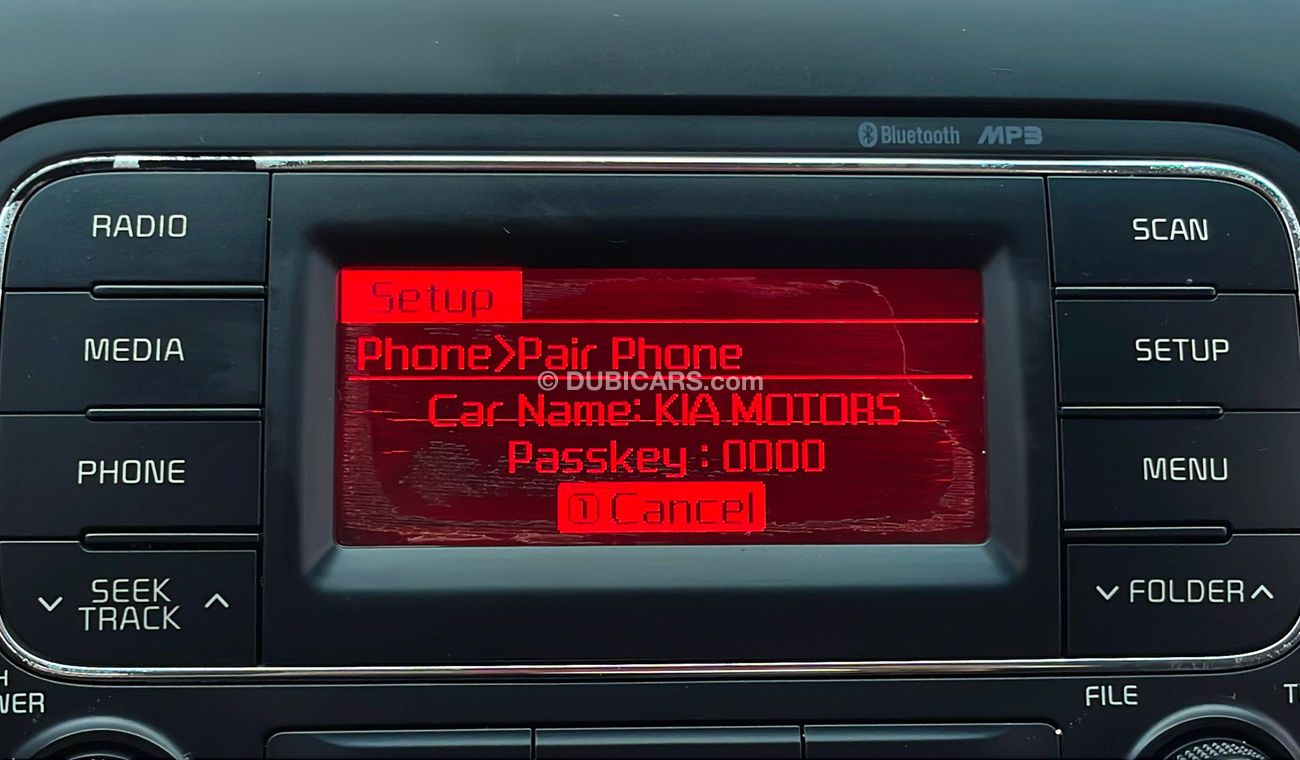 Bluetooth MP3
RADIO
MEDIA
PHONE
SEEK
TRACK
SCAN
SETUP
MENU
FOLDER
Setup
Phone>Pair Phone
© DUBICARS.com
Car Name: KIA MOTORS
Passkey : 0000
① Cancel
FILE